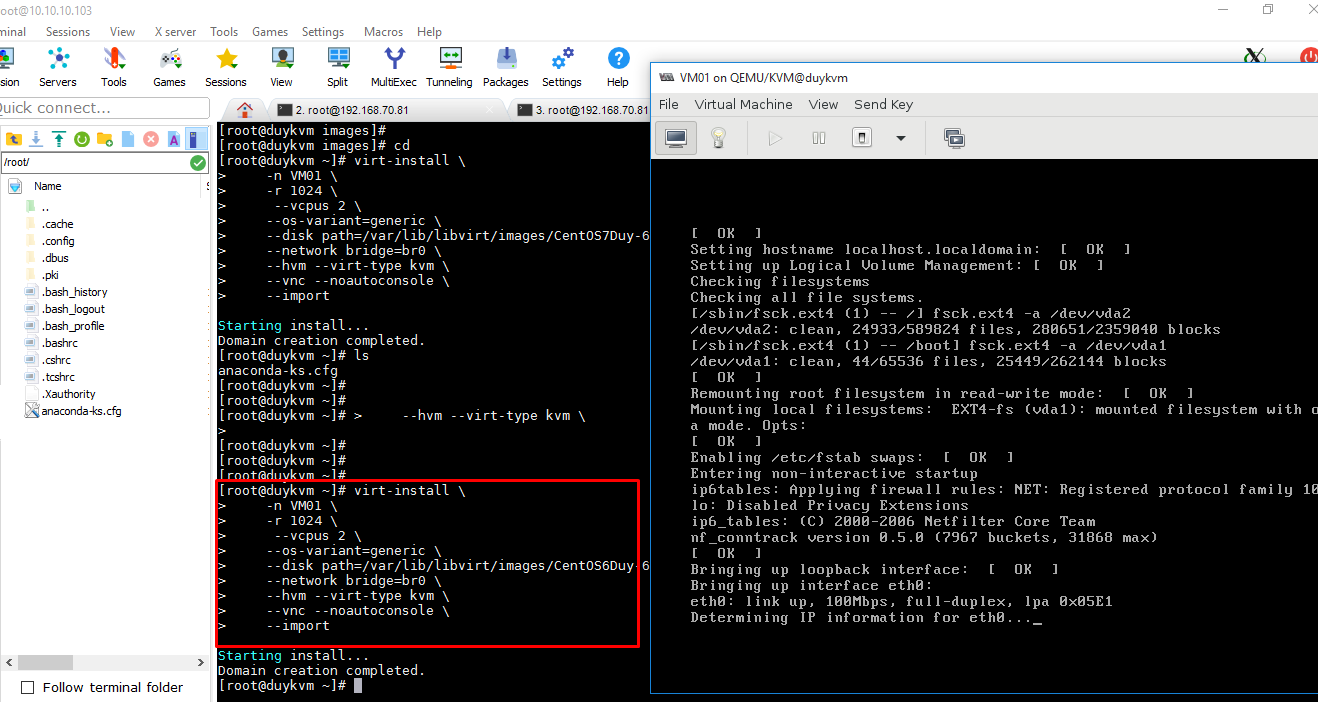 root@10.10.10.103
minal Sessions View X server Tools Games Settings Macros Help
sion Servers Tools Games Sessions View Split MultiExec Tunneling Packages Settings Help
Quick connect...
2. root@192.168.70.81
3. root@192.168.70.81
/root/
Name
..
.cache
.config
.dbus
.pki
.bash_history
.bash_logout
.bash_profile
.bashrc
.cshrc
.tcshrc
.Xauthority
anaconda-ks.cfg
Follow terminal folder
[root@duykvm images]#
[root@duykvm images]# cd
[root@duykvm ~]# virt-install \
> -n VM01 \
> -r 1024 \
> --vcpus 2 \
> --os-variant=generic \
> --disk path=/var/lib/libvirt/images/CentOS7Duy-6
> --network bridge=br0 \
> --hvm --virt-type kvm \
> --vnc --noautoconsole \
> --import
Starting install...
Domain creation completed.
[root@duykvm ~]# ls
anaconda-ks.cfg
[root@duykvm ~]#
[root@duykvm ~]#
[root@duykvm ~]# > --hvm --virt-type kvm \
>
[root@duykvm ~]#
[root@duykvm ~]#
[root@duykvm ~]#
[root@duykvm ~]# virt-install \
> -n VM01 \
> -r 1024 \
> --vcpus 2 \
> --os-variant=generic \
> --disk path=/var/lib/libvirt/images/CentOS6Duy-6
> --network bridge=br0 \
> --hvm --virt-type kvm \
> --vnc --noautoconsole \
> --import
Starting install...
Domain creation completed.
[root@duykvm ~]#
VM01 on QEMU/KVM@duykvm
File Virtual Machine View Send Key
[ OK ]
Setting hostname localhost.localdomain: [ OK ]
Setting up Logical Volume Management: [ OK ]
Checking filesystems
Checking all file systems.
[/sbin/fsck.ext4 (1) -- /] fsck.ext4 -a /dev/vda2
/dev/vda2: clean, 24933/589824 files, 280651/2359040 blocks
[/sbin/fsck.ext4 (1) -- /boot] fsck.ext4 -a /dev/vda1
/dev/vda1: clean, 44/65536 files, 25449/262144 blocks
[ OK ]
Remounting root filesystem in read-write mode: [ OK ]
Mounting local filesystems: EXT4-fs (vda1): mounted filesystem with o
a mode. Opts:
[ OK ]
Enabling /etc/fstab swaps: [ OK ]
Entering non-interactive startup
ip6tables: Applying firewall rules: NET: Registered protocol family 10
lo: Disabled Privacy Extensions
ip6_tables: (C) 2000-2006 Netfilter Core Team
nf_conntrack version 0.5.0 (7967 buckets, 31868 max)
[ OK ]
Bringing up loopback interface: [ OK ]
Bringing up interface eth0:
eth0: link up, 100Mbps, full-duplex, lpa 0x05E1
Determining IP information for eth0..._